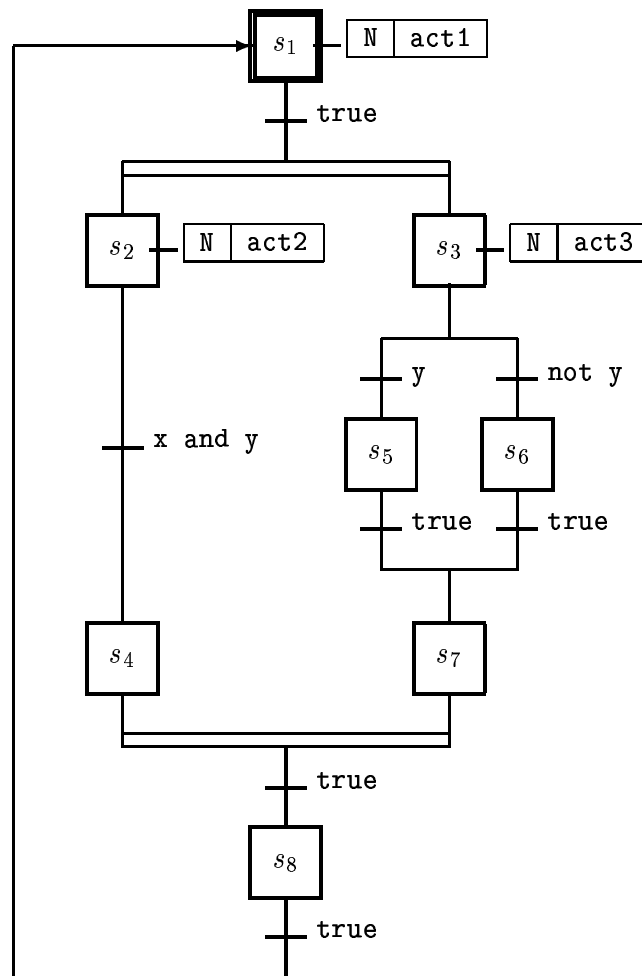 s₁ N act1
true
s₂ N act2 s₃ N act3
y not y
x and y s₅ s₆
true true
s₄ s₇
true
s₈
true